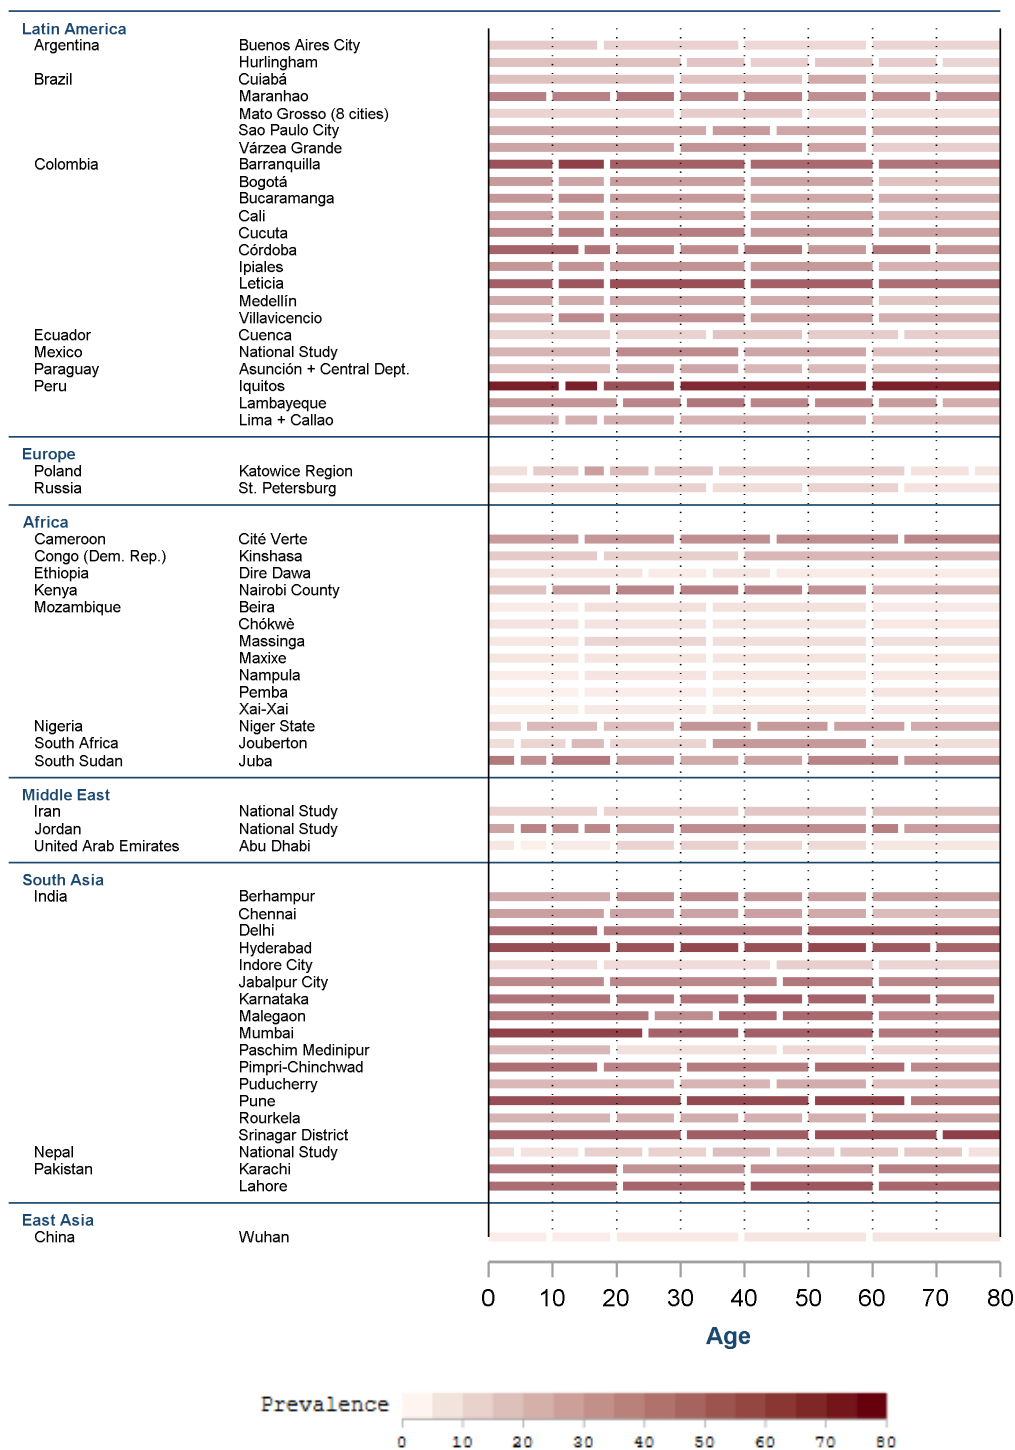 Latin America
Argentina Buenos Aires City
Hurlingham
Brazil Cuiabá
Maranhao
Mato Grosso (8 cities)
Sao Paulo City
Várzea Grande
Colombia Barranquilla
Bogotá
Bucaramanga
Cali
Cucuta
Córdoba
Ipiales
Leticia
Medellín
Villavicencio
Ecuador Cuenca
Mexico National Study
Paraguay Asunción + Central Dept.
Peru Iquitos
Lambayeque
Lima + Callao
Europe
Poland Katowice Region
Russia St. Petersburg
Africa
Cameroon Cité Verte
Congo (Dem. Rep.) Kinshasa
Ethiopia Dire Dawa
Kenya Nairobi County
Mozambique Beira
Chókwè
Massinga
Maxixe
Nampula
Pemba
Xai-Xai
Nigeria Niger State
South Africa Jouberton
South Sudan Juba
Middle East
Iran National Study
Jordan National Study
United Arab Emirates Abu Dhabi
South Asia
India Berhampur
Chennai
Delhi
Hyderabad
Indore City
Jabalpur City
Karnataka
Malegaon
Mumbai
Paschim Medinipur
Pimpri-Chinchwad
Puducherry
Pune
Rourkela
Srinagar District
Nepal National Study
Pakistan Karachi
Lahore
East Asia
China Wuhan
0 10 20 30 40 50 60 70 80
Age
Prevalence
0 10 20 30 40 50 60 70 80